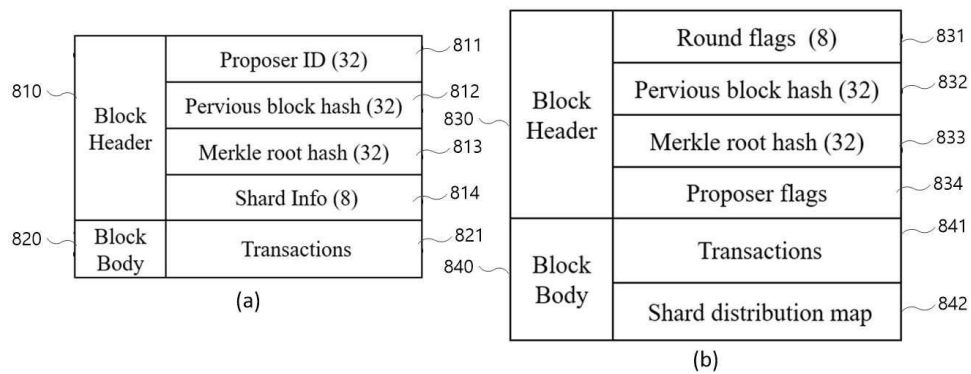 810
Block
Header
Proposer ID (32)
811
Pervious block hash (32)
812
Merkle root hash (32)
813
Shard Info (8)
814
820
Block
Body
Transactions
821
(a)
830
Block
Header
Round flags (8)
831
Pervious block hash (32)
832
Merkle root hash (32)
833
Proposer flags
834
840
Block
Body
Transactions
841
Shard distribution map
842
(b)